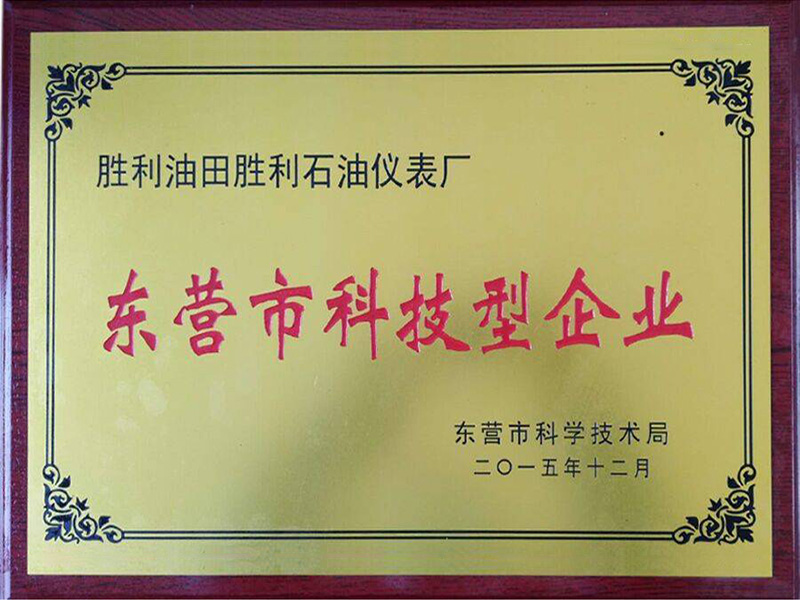 胜利油田胜利石油仪表厂
东营市科技型企业
东营市科学技术局
二〇一五年十二月